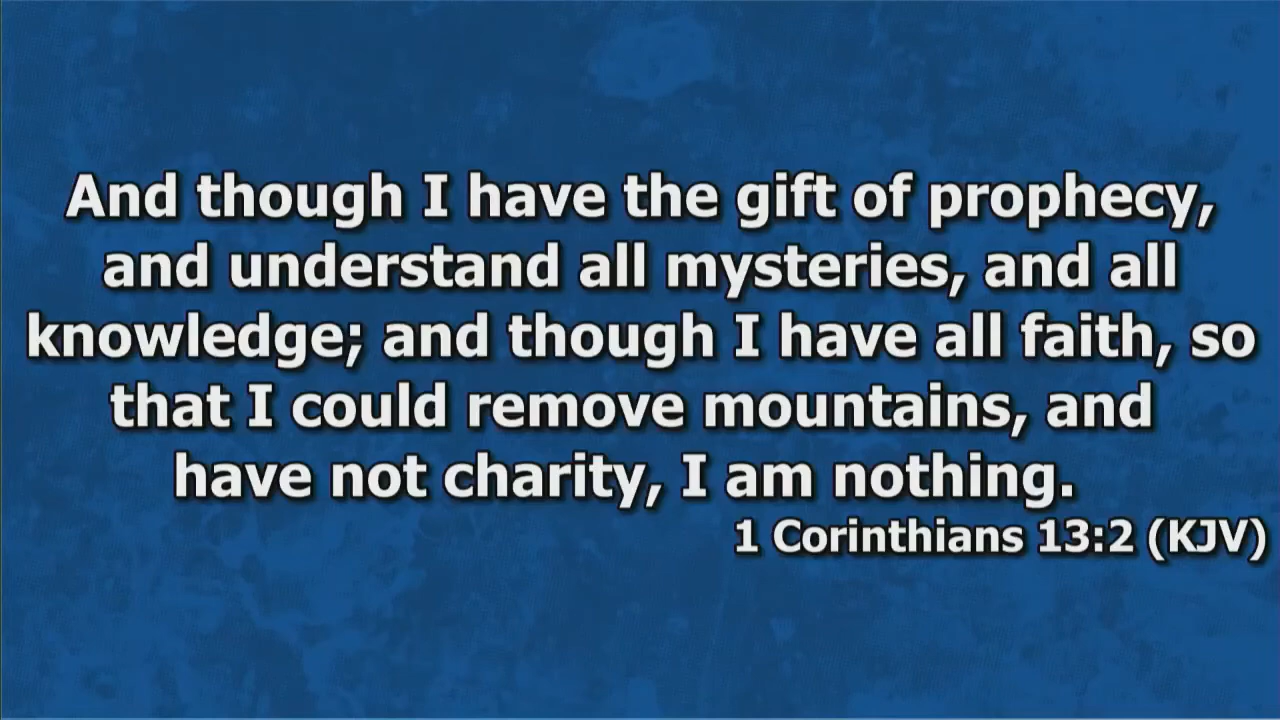 And though I have the gift of prophecy,
and understand all mysteries, and all
knowledge; and though I have all faith, so
that I could remove mountains, and
have not charity, I am nothing.
1 Corinthians 13:2 (KJV)